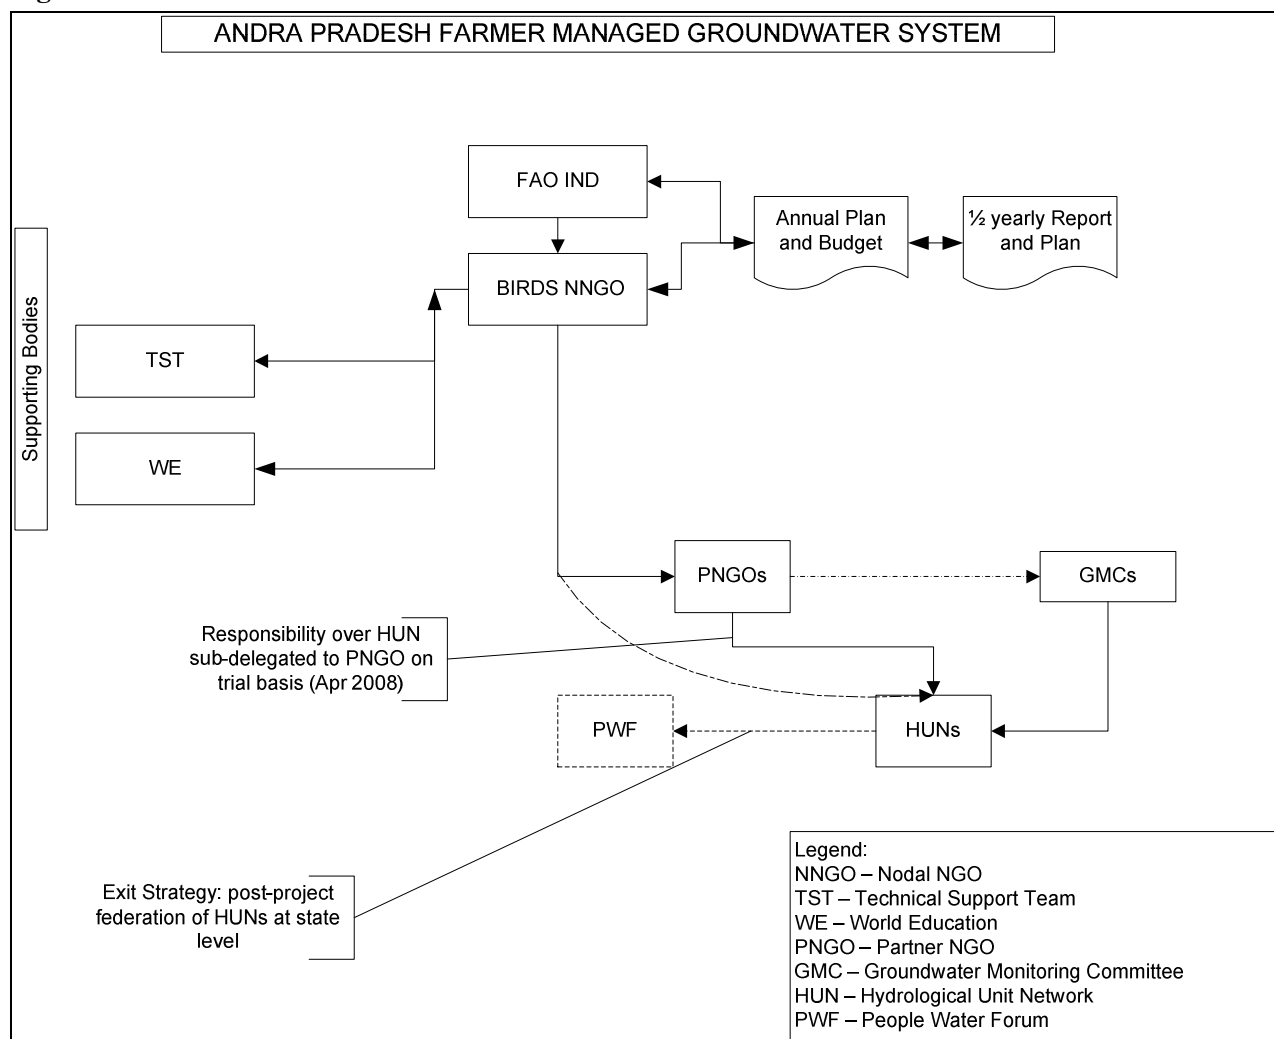 ANDRA PRADESH FARMER MANAGED GROUNDWATER SYSTEM
FAO IND
Annual Plan
and Budget
½ yearly Report
and Plan
BIRDS NNGO
Supporting Bodies
TST
WE
PNGOs
GMCs
Responsibility over HUN
sub-delegated to PNGO on
trial basis (Apr 2008)
PWF
HUNs
Exit Strategy: post-project
federation of HUNs at state
level
Legend:
NNGO – Nodal NGO
TST – Technical Support Team
WE – World Education
PNGO – Partner NGO
GMC – Groundwater Monitoring Committee
HUN – Hydrological Unit Network
PWF – People Water Forum